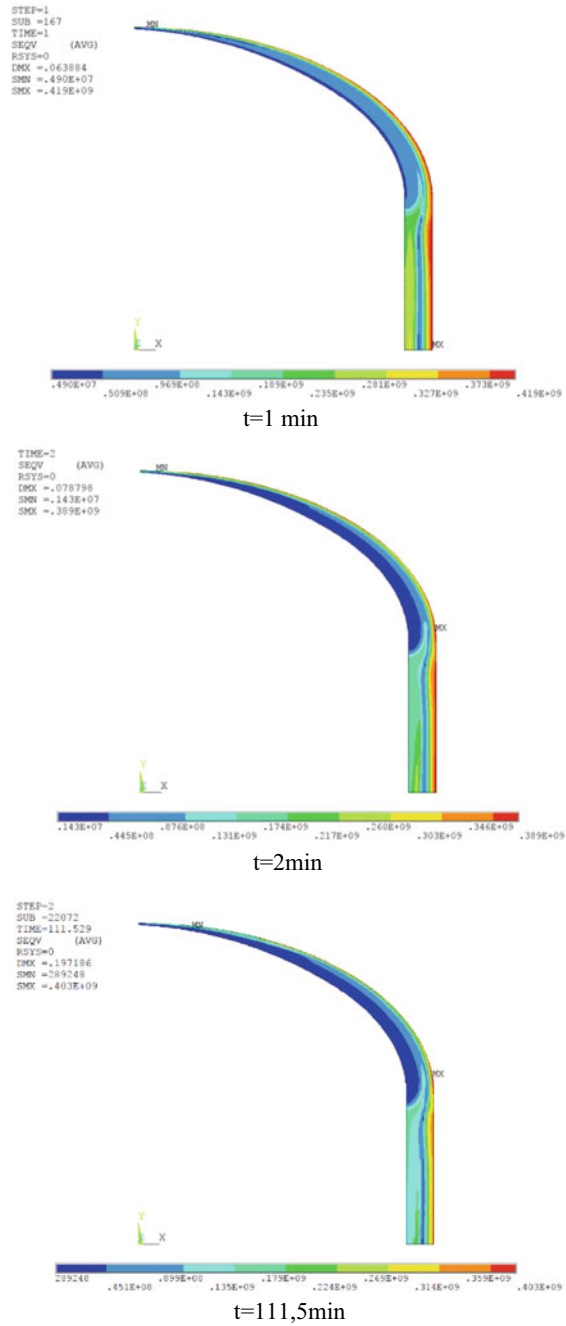 STEP=1
SUB =167
TIME=1
SEQV (AVG)
RSYS=0
DMX =.063884
SMN =.490E+07
SMX =.419E+09
MN
Y
X
MX
.490E+07 .969E+08 .189E+09 .281E+09 .373E+09 .419E+09
.509E+08 .143E+09 .235E+09 .327E+09
t=1 min
TIME=2
SEQV (AVG)
RSYS=0
DMX =.078798
SMN =.143E+07
SMX =.389E+09
MN
MX
Y
X
.143E+07 .876E+08 .174E+09 .260E+09 .346E+09 .389E+09
.445E+08 .131E+09 .217E+09 .303E+09
t=2min
STEP=2
SUB =22072
TIME=111.529
SEQV (AVG)
RSYS=0
DMX =.197186
SMN =289248
SMX =.403E+09
MN
MX
Y
X
289248 .899E+08 .179E+09 .269E+09 .359E+09 .403E+09
.451E+08 .135E+09 .224E+09 .314E+09
t=111,5min